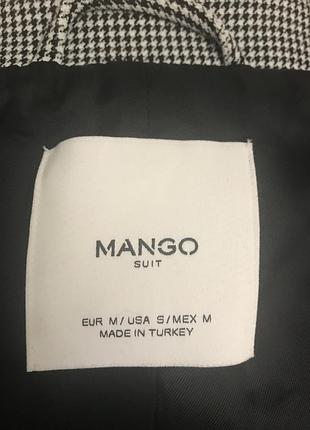 MANGO
SUIT
EUR M / USA S / MEX M
MADE IN TURKEY